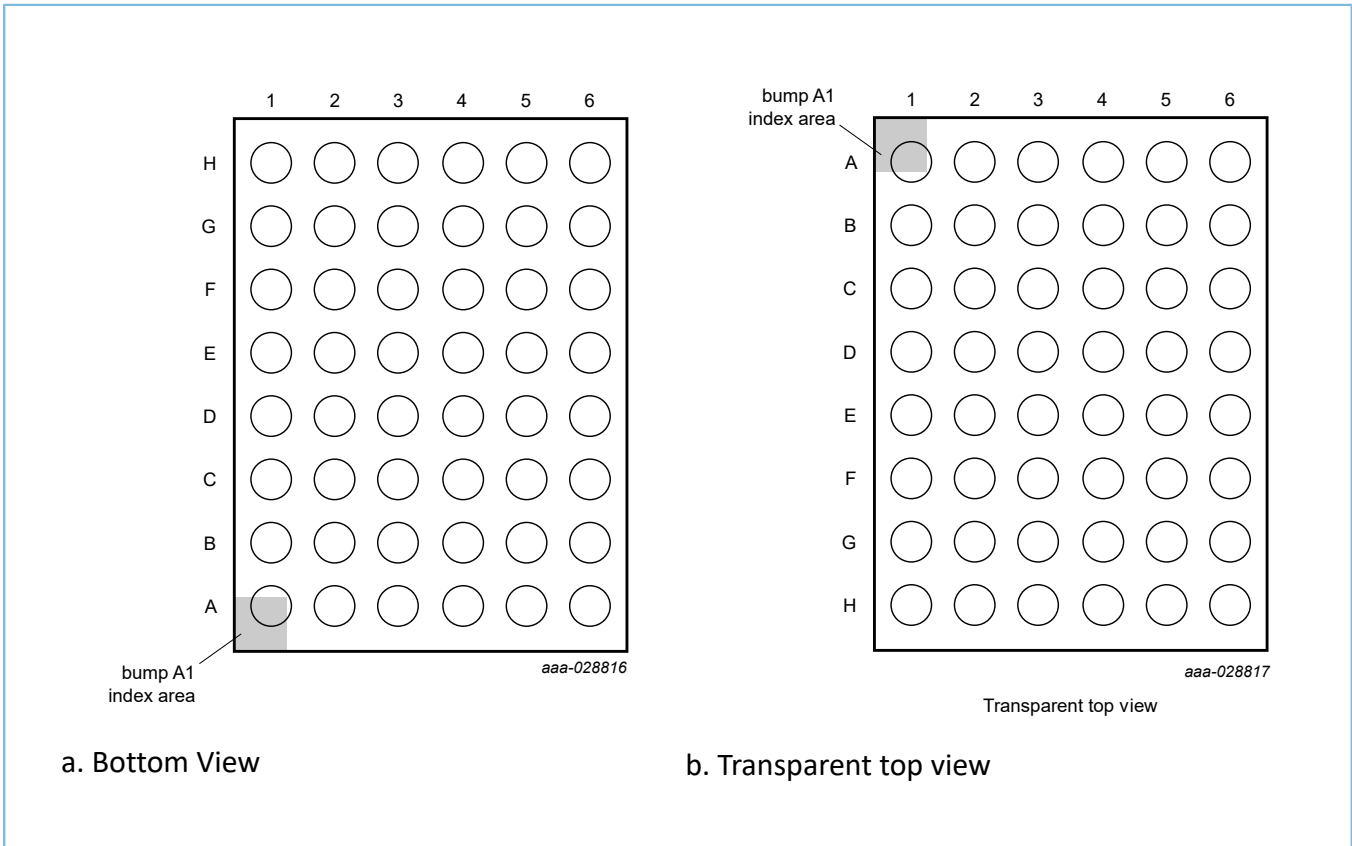 1 2 3 4 5 6
H
G
F
E
D
C
B
A
bump A1
index area
aaa-028816
a. Bottom View
bump A1
index area
1 2 3 4 5 6
A
B
C
D
E
F
G
H
aaa-028817
Transparent top view
b. Transparent top view